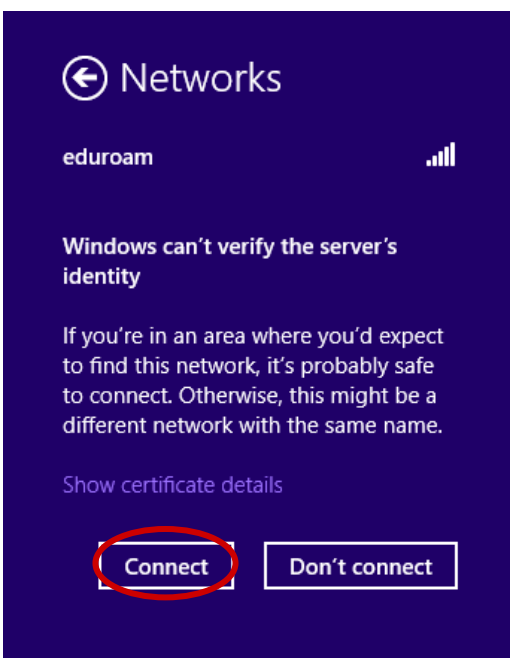 Networks
eduroam
Windows can't verify the server's
identity
If you're in an area where you'd expect
to find this network, it's probably safe
to connect. Otherwise, this might be a
different network with the same name.
Show certificate details
Connect Don't connect